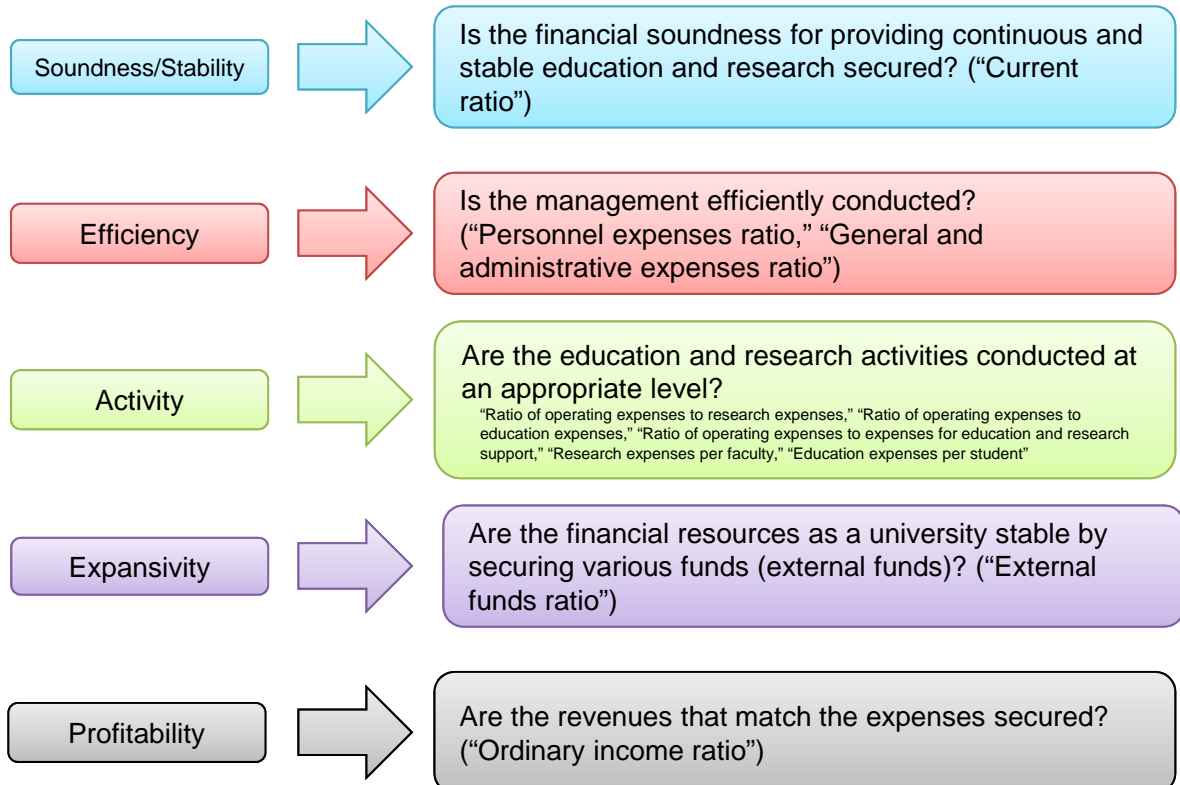 Soundness/Stability
Is the financial soundness for providing continuous and
stable education and research secured? (“Current
ratio”)
Efficiency
Is the management efficiently conducted?
(“Personnel expenses ratio,” “General and
administrative expenses ratio”)
Activity
Are the education and research activities conducted at
an appropriate level?
“Ratio of operating expenses to research expenses,” “Ratio of operating expenses to
education expenses,” “Ratio of operating expenses to expenses for education and research
support,” “Research expenses per faculty,” “Education expenses per student”
Expansivity
Are the financial resources as a university stable by
securing various funds (external funds)? (“External
funds ratio”)
Profitability
Are the revenues that match the expenses secured?
(“Ordinary income ratio”)